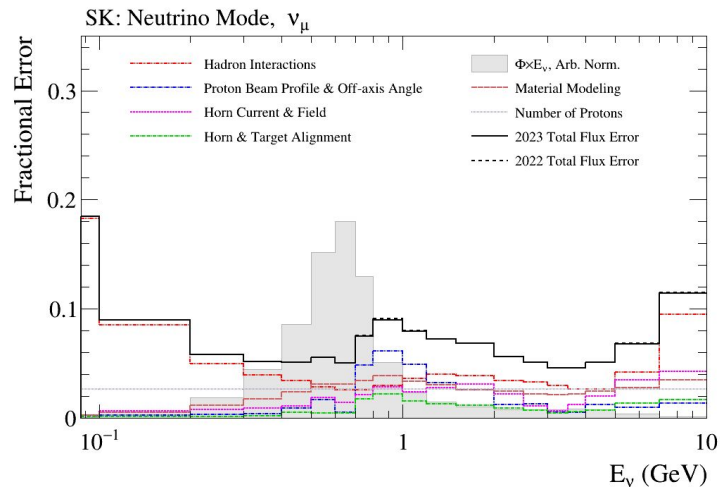 SK: Neutrino Mode, ν_μ
Fractional Error
Hadron Interactions
Proton Beam Profile & Off-axis Angle
Horn Current & Field
Horn & Target Alignment
Φ×E_ν, Arb. Norm.
Material Modeling
Number of Protons
2023 Total Flux Error
2022 Total Flux Error
0.3
0.2
0.1
0
10⁻¹
1
10
E_ν (GeV)